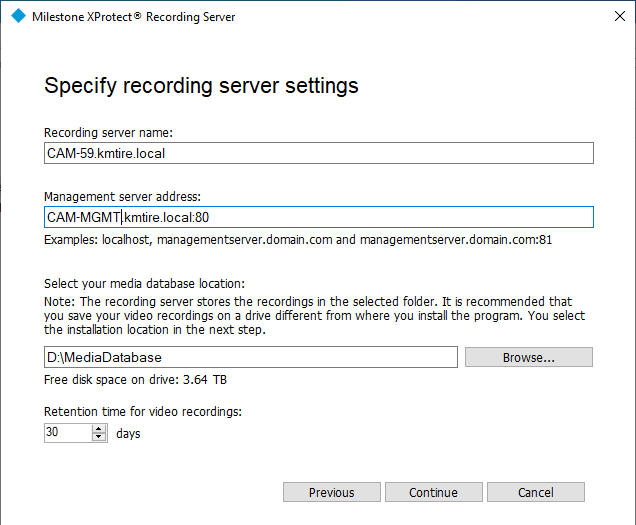 Milestone XProtect® Recording Server
Specify recording server settings
Recording server name:
CAM-59.kmtire.local
Management server address:
CAM-MGMT.kmtire.local:80
Examples: localhost, managementserver.domain.com and managementserver.domain.com:81
Select your media database location:
Note: The recording server stores the recordings in the selected folder. It is recommended that
you save your video recordings on a drive different from where you install the program. You select
the installation location in the next step.
D:\MediaDatabase
Browse...
Free disk space on drive: 3.64 TB
Retention time for video recordings:
30 days
Previous Continue Cancel